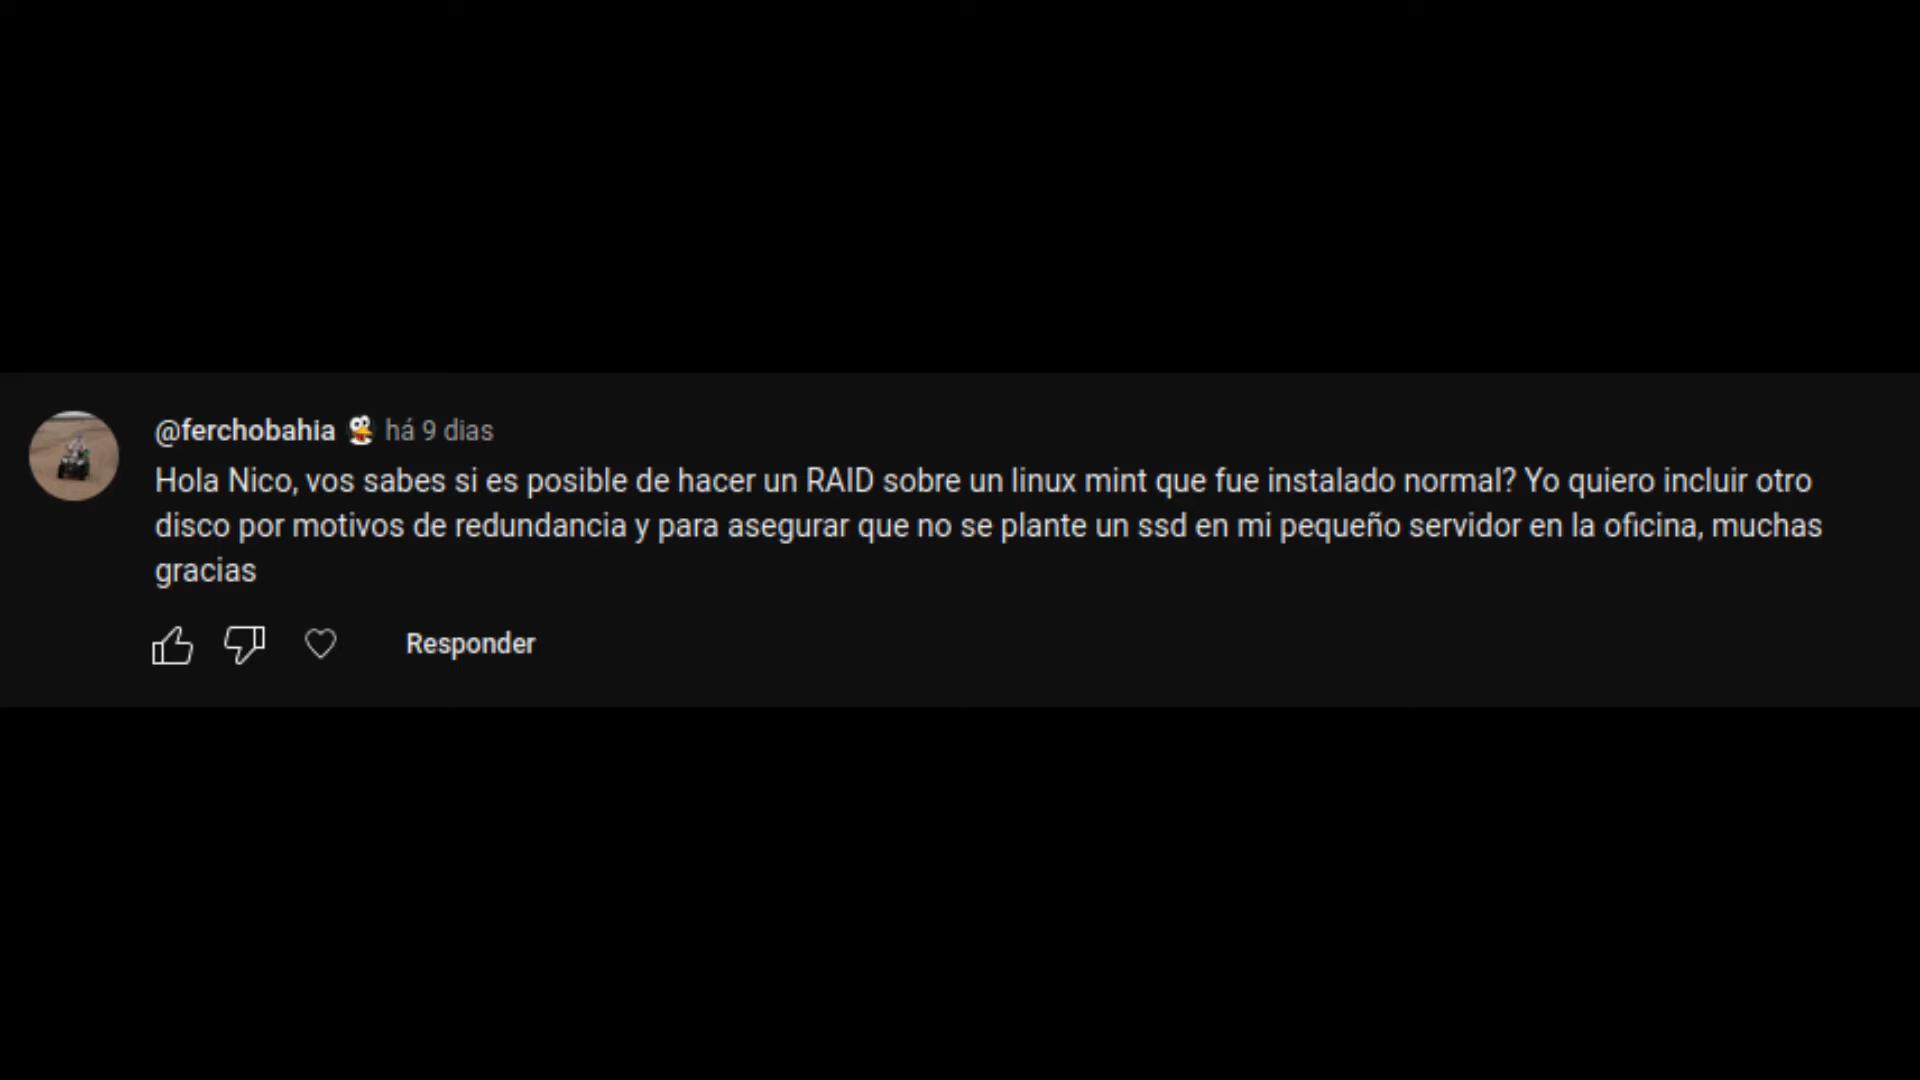 @ferchobahia há 9 dias
Hola Nico, vos sabes si es posible de hacer un RAID sobre un linux mint que fue instalado normal? Yo quiero incluir otro
disco por motivos de redundancia y para asegurar que no se plante un ssd en mi pequeño servidor en la oficina, muchas
gracias
Responder